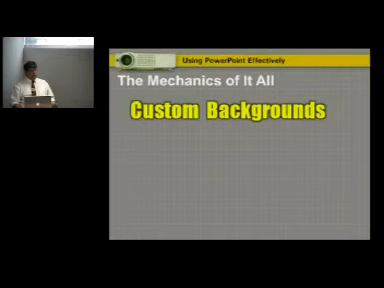 Using PowerPoint Effectively
The Mechanics of It All
Custom Backgrounds